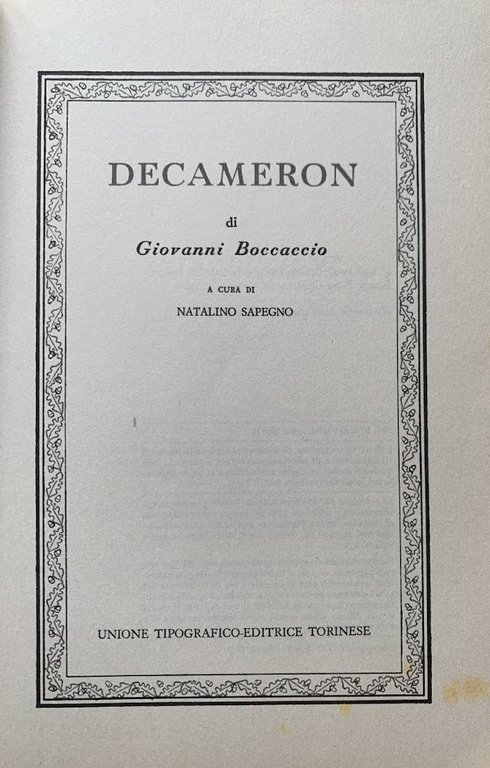 DECAMERON
di
Giovanni Boccaccio
A CURA DI
NATALINO SAPEGNO
UNIONE TIPOGRAFICO-EDITRICE TORINESE